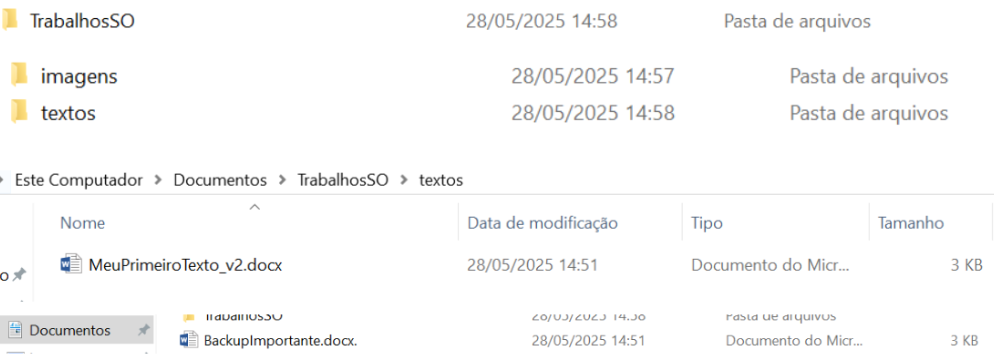 TrabalhosSO 28/05/2025 14:58 Pasta de arquivos
imagens 28/05/2025 14:57 Pasta de arquivos
textos 28/05/2025 14:58 Pasta de arquivos
Este Computador > Documentos > TrabalhosSO > textos
Nome Data de modificação Tipo Tamanho
MeuPrimeiroTexto_v2.docx 28/05/2025 14:51 Documento do Micr... 3 KB
TrabalhosSO 28/05/2025 14:58 Pasta de arquivos
Documentos BackupImportante.docx. 28/05/2025 14:51 Documento do Micr... 3 KB